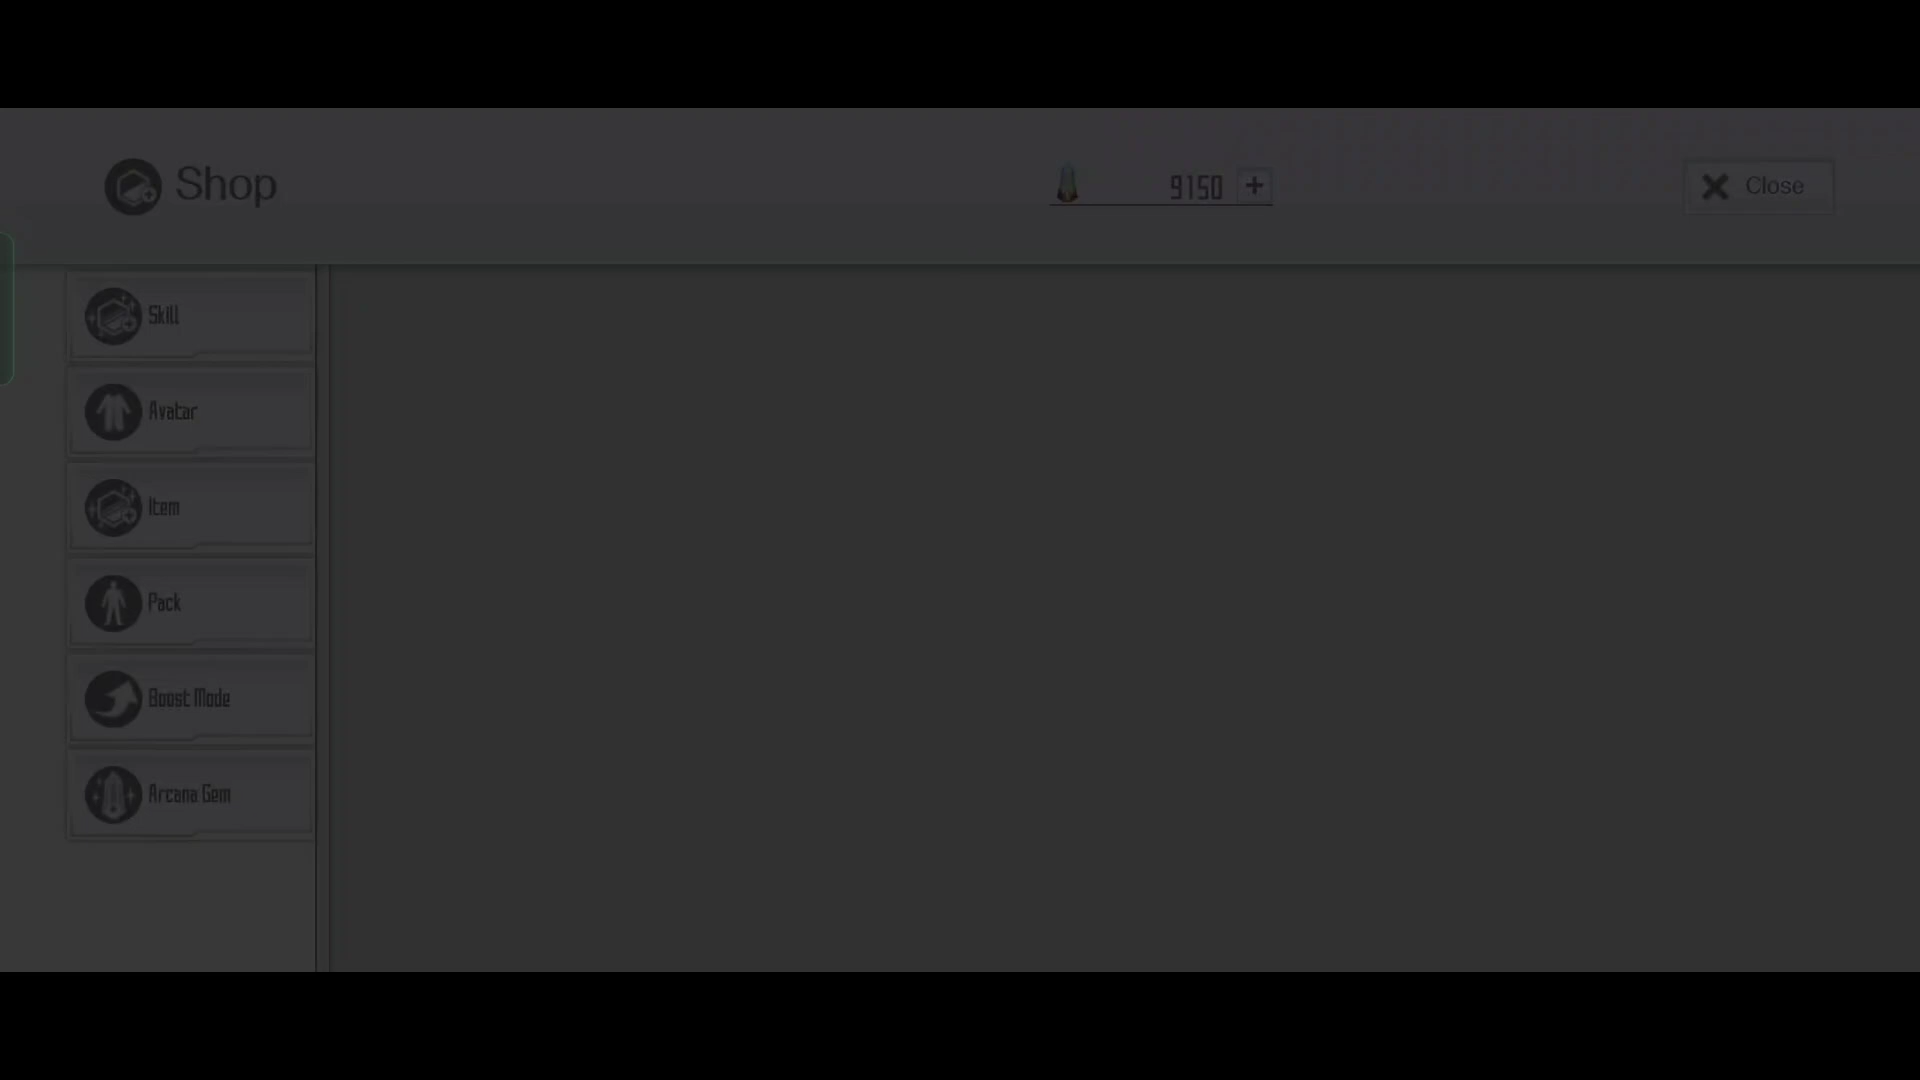 Shop
9150 +
Close
Skill
Avatar
Item
Pack
Boost Mode
Arcana Gem